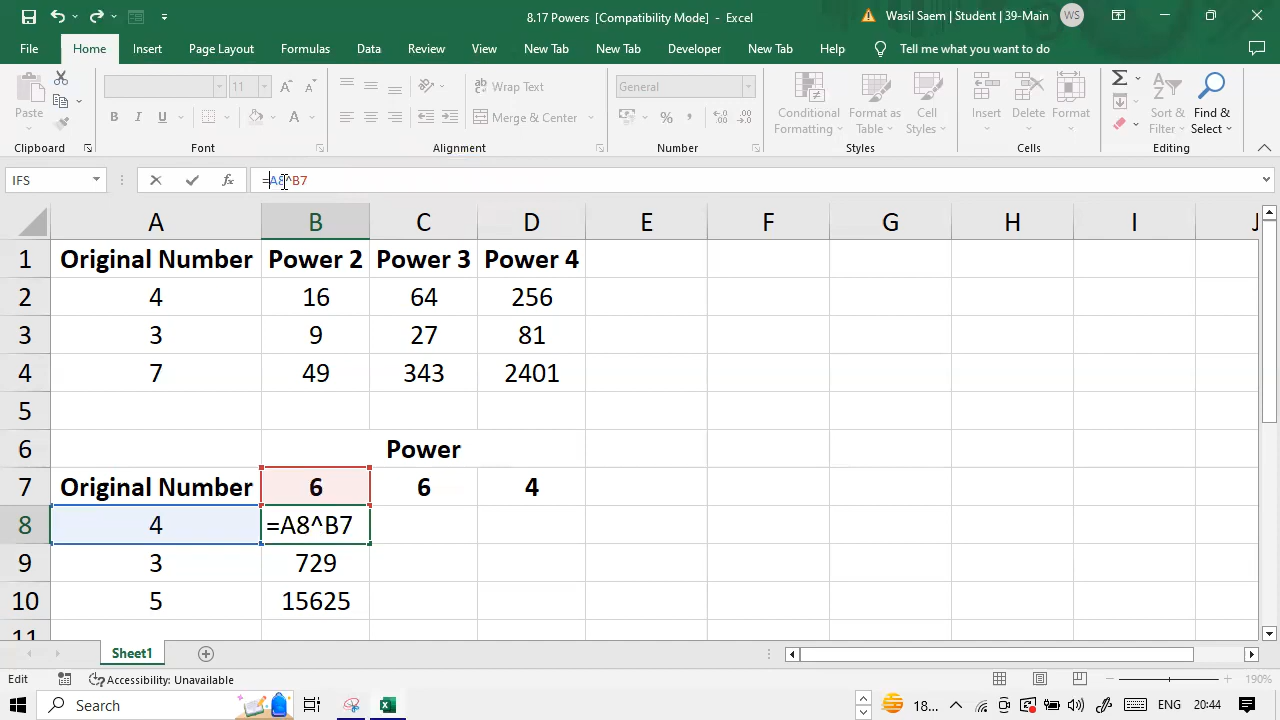 8.17 Powers [Compatibility Mode] - Excel
Wasil Saem | Student | 39-Main
WS
File Home Insert Page Layout Formulas Data Review View New Tab New Tab Developer New Tab Help Tell me what you want to do
Paste
Clipboard
11
B I U
Font
Wrap Text
Merge & Center
Alignment
General
Number
Conditional Formatting
Format as Table
Cell Styles
Styles
Insert
Delete
Format
Cells
Sort & Filter
Find & Select
Editing
IFS
=A8^B7
A B C D E F G H I J
1 Original Number Power 2 Power 3 Power 4
2 4 16 64 256
3 3 9 27 81
4 7 49 343 2401
5
6 Power
7 Original Number 6 6 4
8 4 =A8^B7
9 3 729
10 5 15625
11
Sheet1
Edit Accessibility: Unavailable 190%
Search 18... ENG 20:44